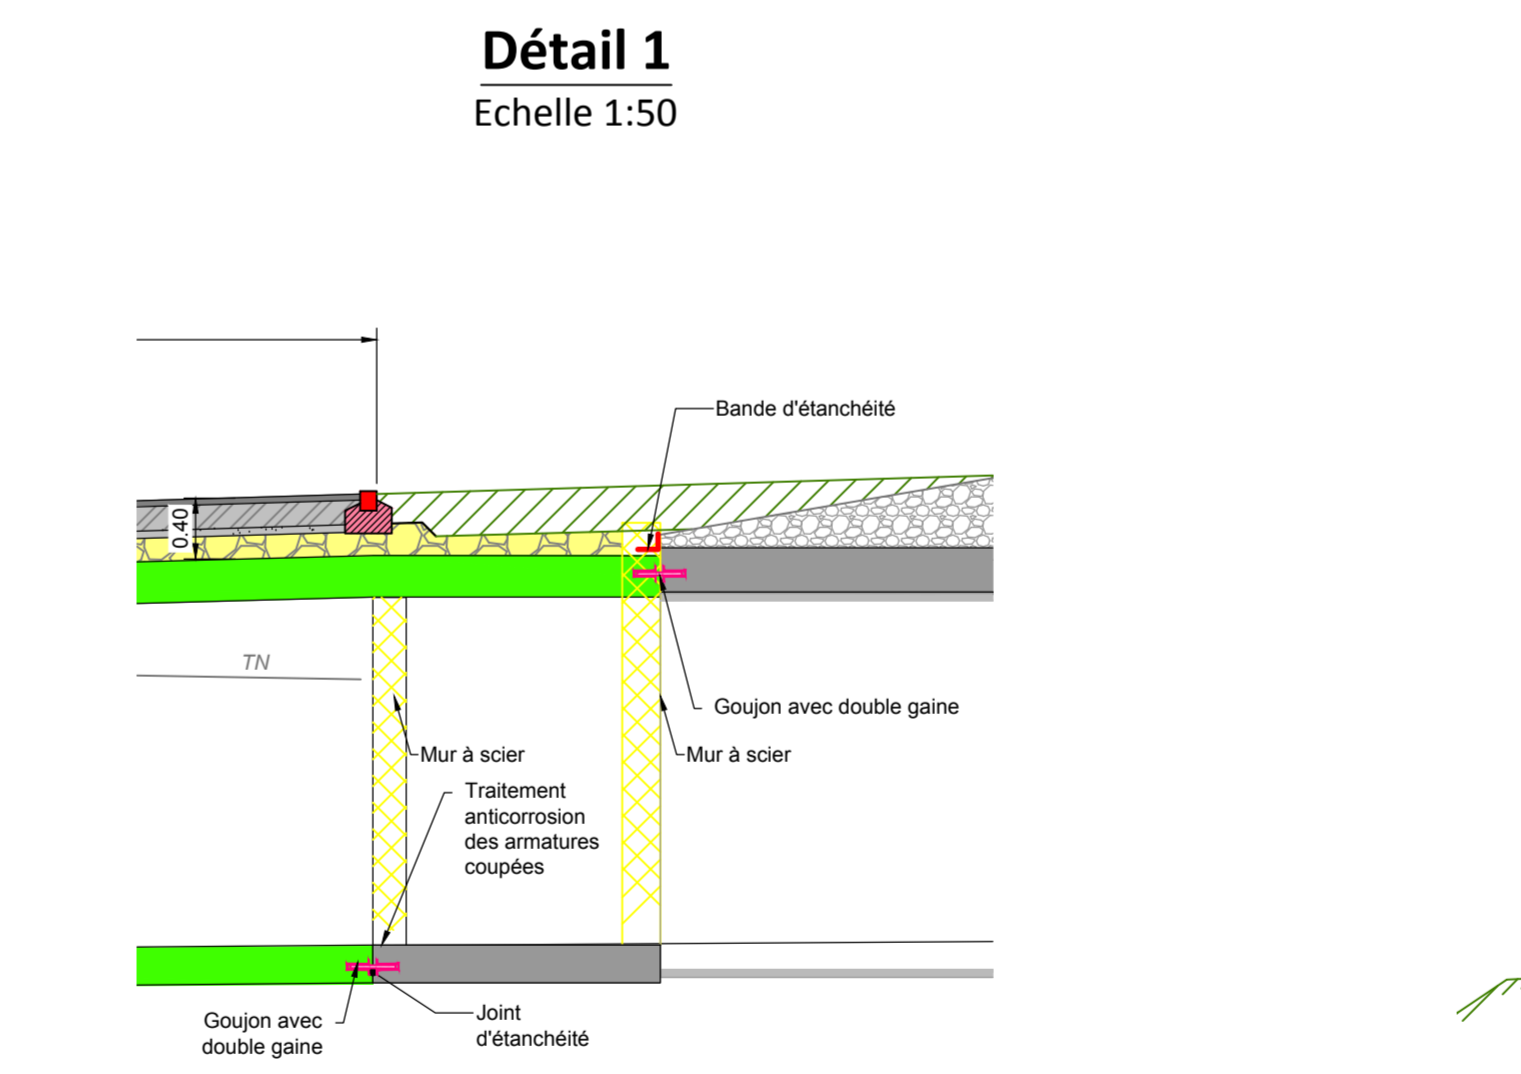 Détail 1
Echelle 1:50
Bande d'étanchéité
0.40
TN
Goujon avec double gaine
Mur à scier
Mur à scier
Traitement
anticorrosion
des armatures
coupées
Goujon avec
double gaine
Joint
d'étanchéité